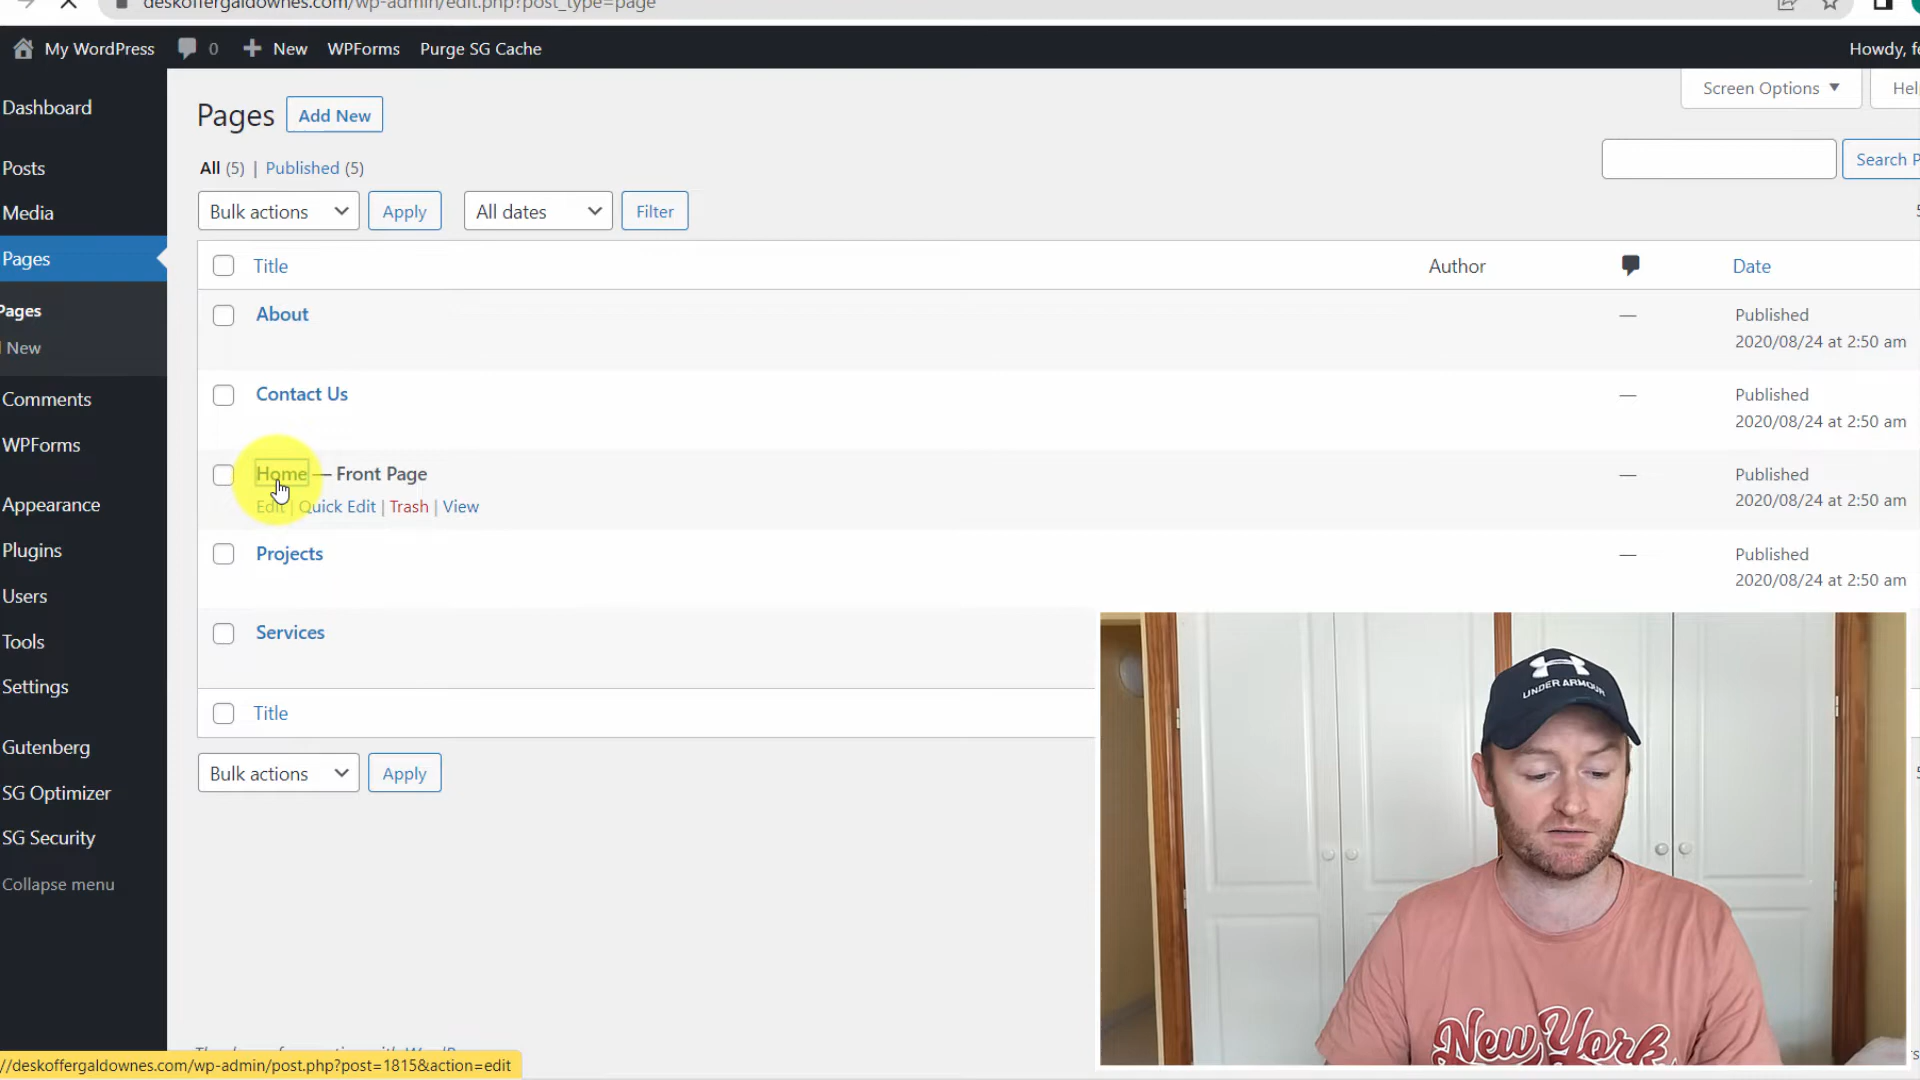 deskoffergaldownes.com/wp-admin/edit.php?post_type=page
My WordPress 0 New WPForms Purge SG Cache Howdy,
Screen Options
Pages Add New
All (5) | Published (5)
Bulk actions Apply All dates Filter
Search
Dashboard
Posts
Media
Pages
Pages
New
Comments
WPForms
Appearance
Plugins
Users
Tools
Settings
Gutenberg
SG Optimizer
SG Security
Collapse menu
Title Author Date
About — Published
2020/08/24 at 2:50 am
Contact Us — Published
2020/08/24 at 2:50 am
Home — Front Page — Published
Edit | Quick Edit | Trash | View 2020/08/24 at 2:50 am
Projects — Published
2020/08/24 at 2:50 am
Services
Title
Bulk actions Apply
UNDER ARMOUR
New York
//deskoffergaldownes.com/wp-admin/post.php?post=1815&action=edit